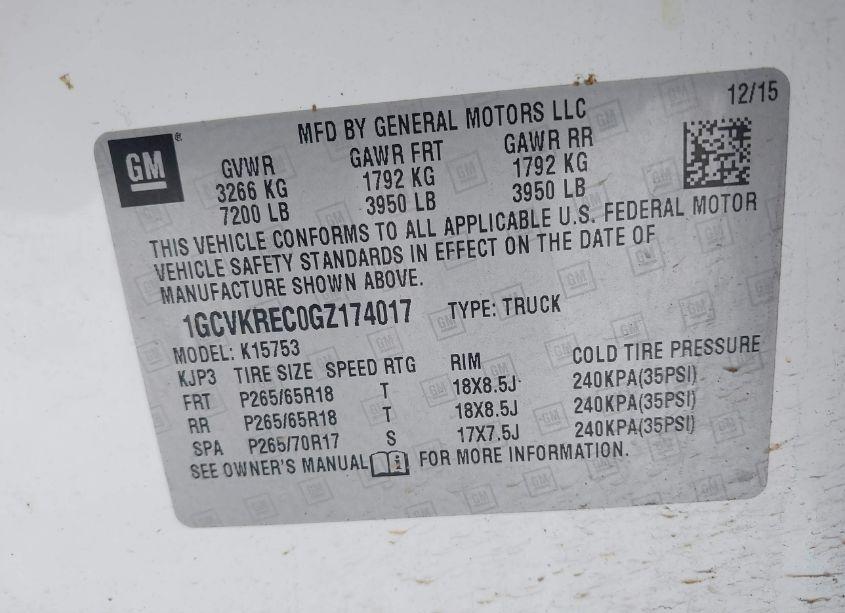 12/15
MFD BY GENERAL MOTORS LLC
GM®
GVWR GAWR FRT GAWR RR
3266 KG 1792 KG 1792 KG
7200 LB 3950 LB 3950 LB
THIS VEHICLE CONFORMS TO ALL APPLICABLE U.S. FEDERAL MOTOR
VEHICLE SAFETY STANDARDS IN EFFECT ON THE DATE OF
MANUFACTURE SHOWN ABOVE.
1GCVKREC0GZ174017 TYPE: TRUCK
MODEL: K15753
KJP3 TIRE SIZE SPEED RTG RIM COLD TIRE PRESSURE
FRT P265/65R18 T 18X8.5J 240KPA(35PSI)
RR P265/65R18 T 18X8.5J 240KPA(35PSI)
SPA P265/70R17 S 17X7.5J 240KPA(35PSI)
SEE OWNER'S MANUAL FOR MORE INFORMATION.